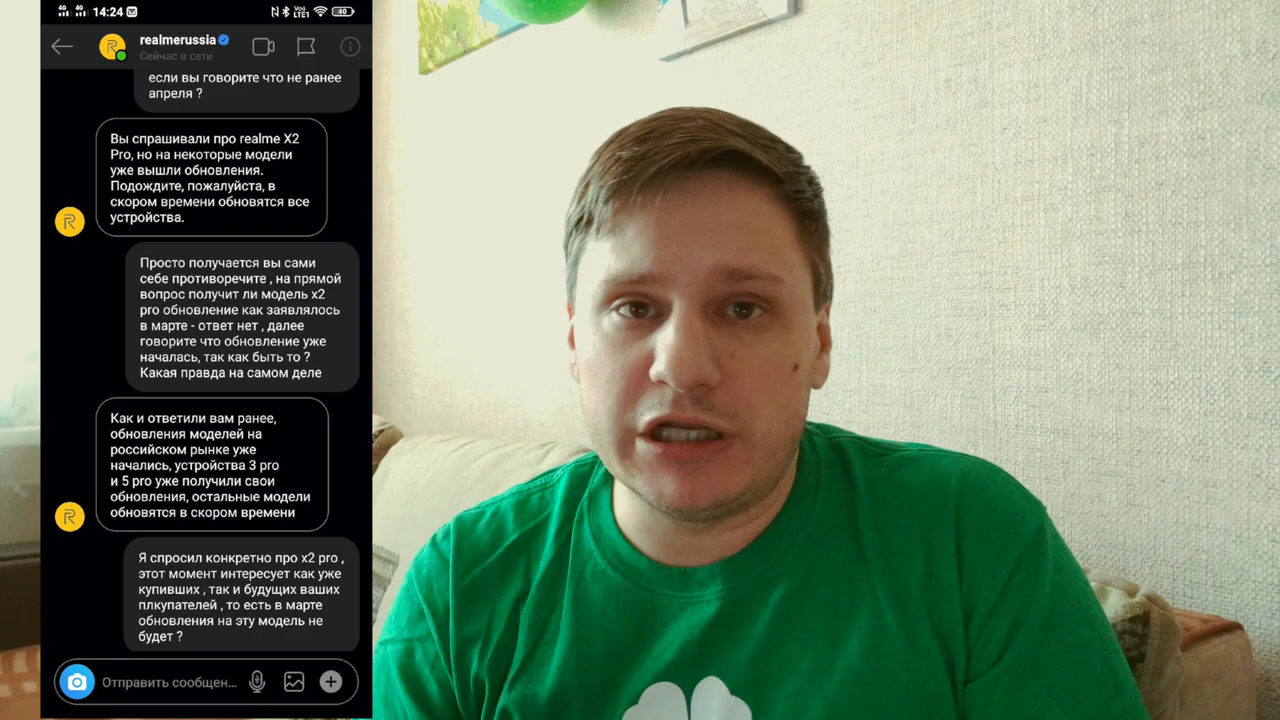 4G 4G 14:24 Vo) LTE1 40
realmerussia
Сейчас в сети
если вы говорите что не ранее
апреля ?
Вы спрашивали про realme X2
Pro, но на некоторые модели
уже вышли обновления.
Подождите, пожалуйста, в
скором времени обновятся все
устройства.
Просто получается вы сами
себе противоречите , на прямой
вопрос получит ли модель x2
pro обновление как заявлялось
в марте - ответ нет , далее
говорите что обновление уже
началась, так как быть то ?
Какая правда на самом деле
Как и ответили вам ранее,
обновления моделей на
российском рынке уже
начались, устройства 3 pro
и 5 pro уже получили свои
обновления, остальные модели
обновятся в скором времени
Я спросил конкретно про x2 pro ,
этот момент интересует как уже
купивших , так и будущих ваших
плкупателей , то есть в марте
обновления на эту модель не
будет ?
Отправить сообщен...